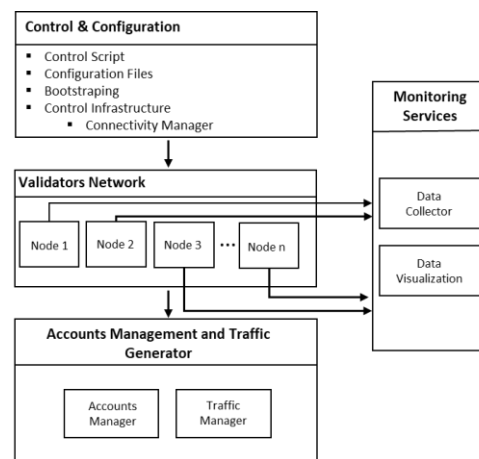 Control & Configuration
Control Script
Configuration Files
Bootstraping
Control Infrastructure
Connectivity Manager
Monitoring
Services
Data
Collector
Data
Visualization
Validators Network
Node 1
Node 2
Node 3
...
Node n
Accounts Management and Traffic
Generator
Accounts
Manager
Traffic
Manager